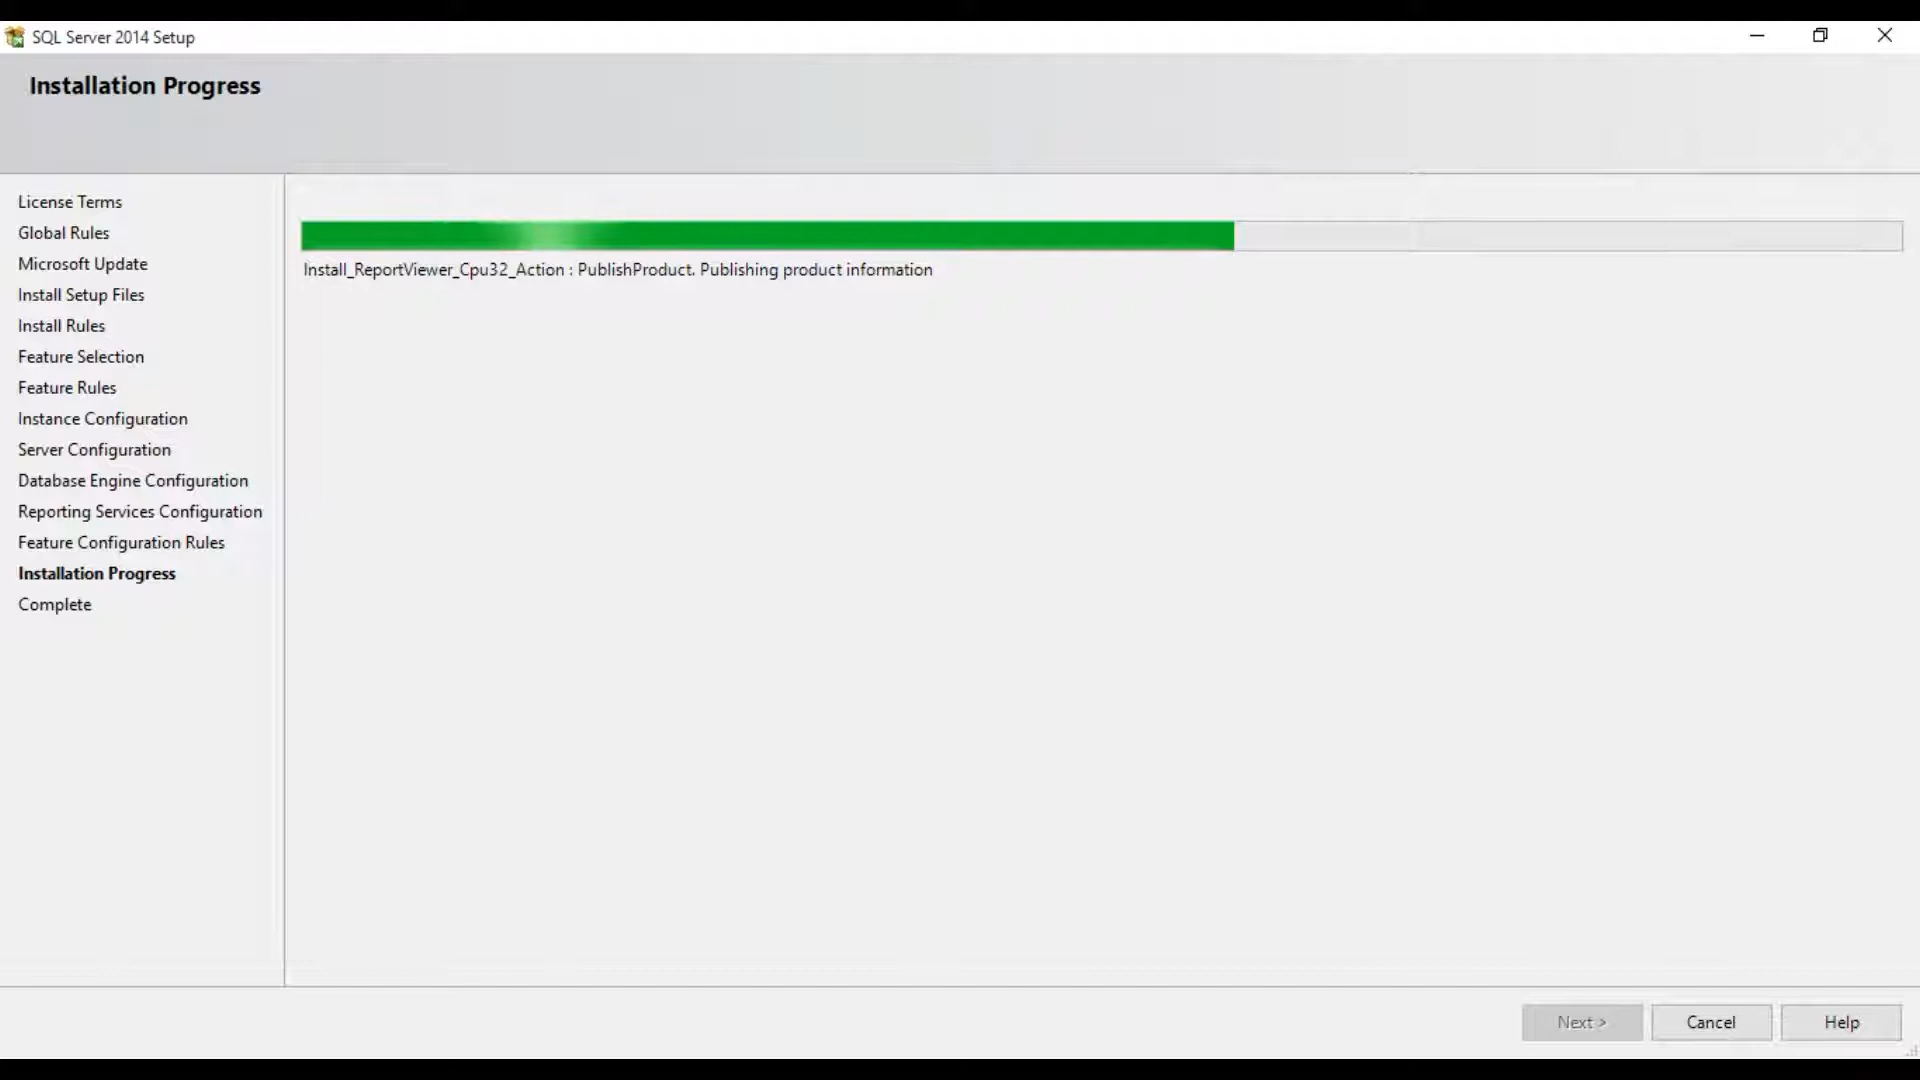 SQL Server 2014 Setup
Installation Progress
License Terms
Global Rules
Microsoft Update
Install Setup Files
Install Rules
Feature Selection
Feature Rules
Instance Configuration
Server Configuration
Database Engine Configuration
Reporting Services Configuration
Feature Configuration Rules
Installation Progress
Complete
Install_ReportViewer_Cpu32_Action : PublishProduct. Publishing product information
Next >
Cancel
Help